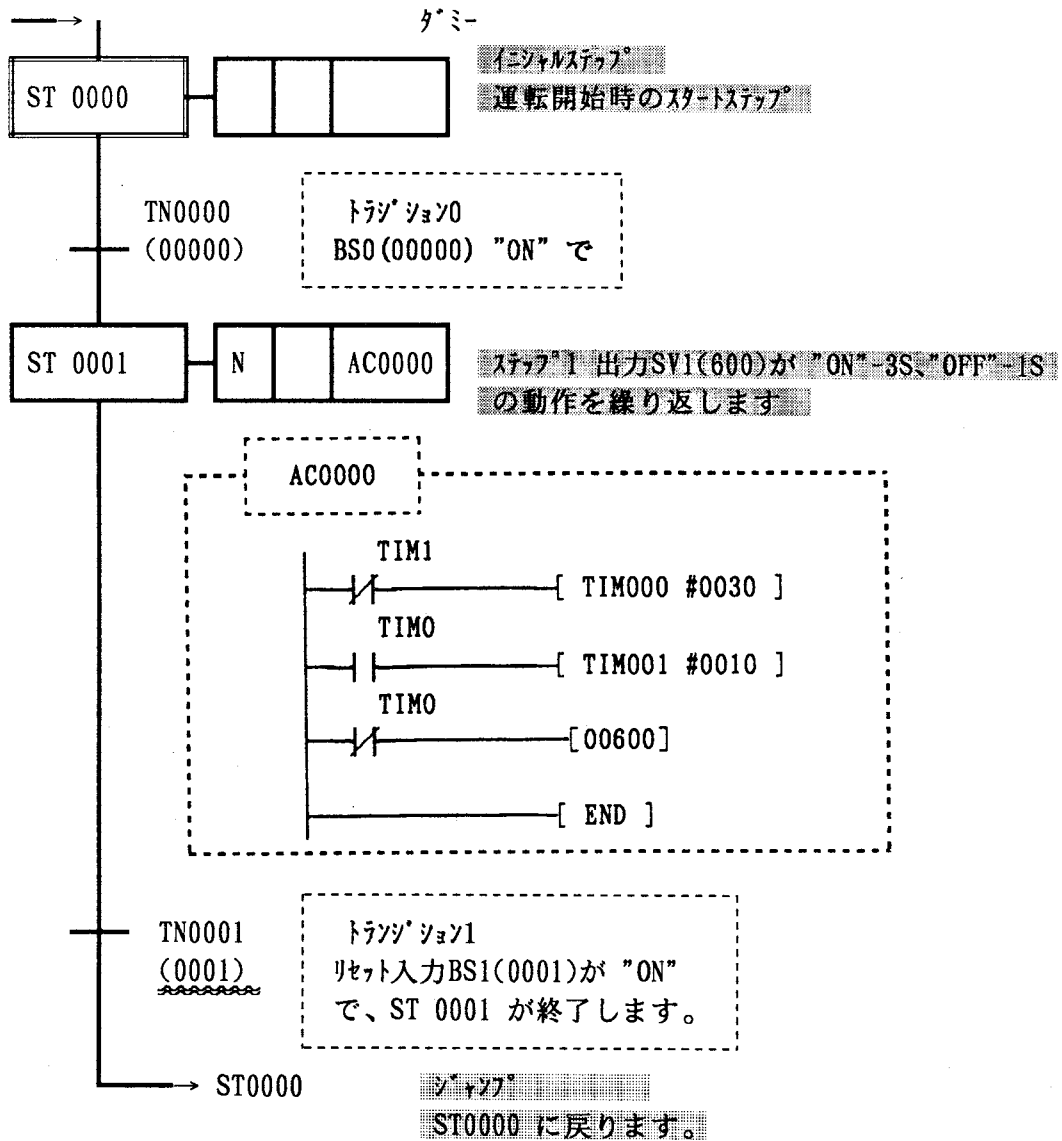 ダミー
ST 0000
イニシャルステップ
運転開始時のスタートステップ
TN0000
(00000)
トラジション0
BS0(00000) "ON" で
ST 0001
N
AC0000
ステップ1 出力SV1(600)が "ON"-3S、"OFF"-1S
の動作を繰り返します
AC0000
TIM1
[ TIM000 #0030 ]
TIM0
[ TIM001 #0010 ]
TIM0
[00600]
[ END ]
TN0001
(0001)
トランジション1
リセット入力BS1(0001)が "ON"
で、ST 0001 が終了します。
→ ST0000
ジャンプ
ST0000 に戻ります。